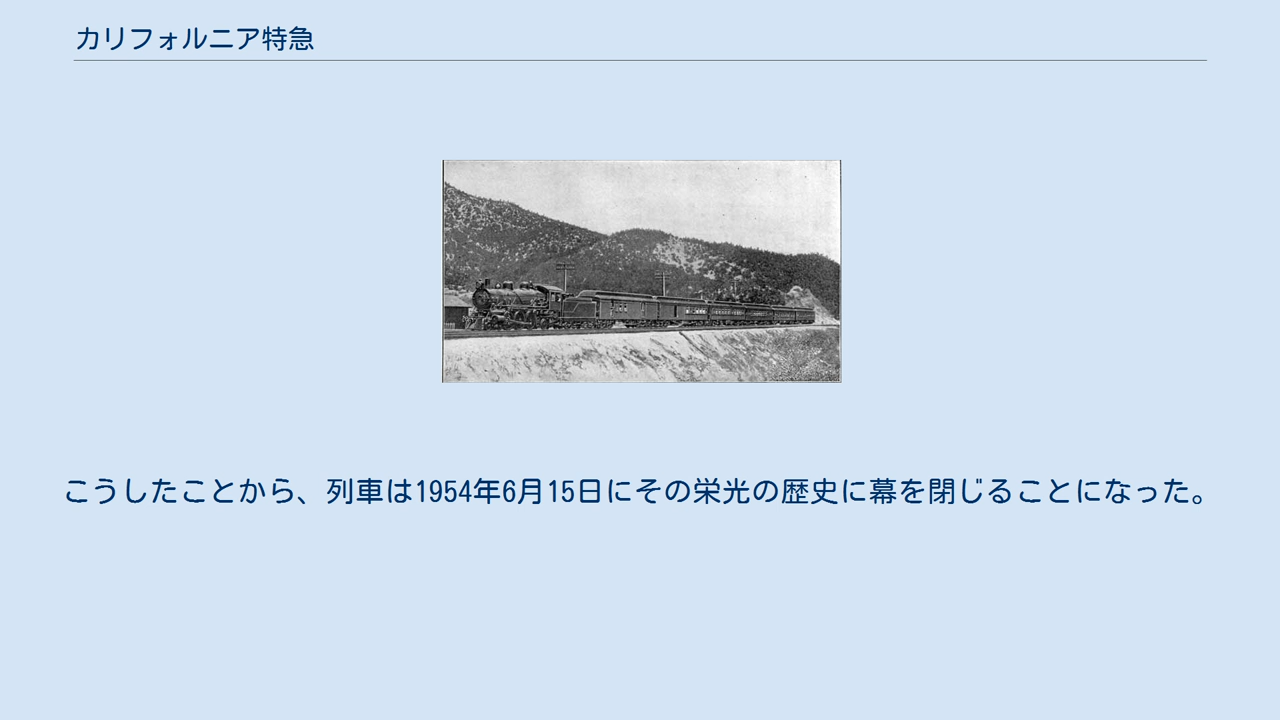 カリフォルニア特急
こうしたことから、列車は1954年6月15日にその栄光の歴史に幕を閉じることになった。